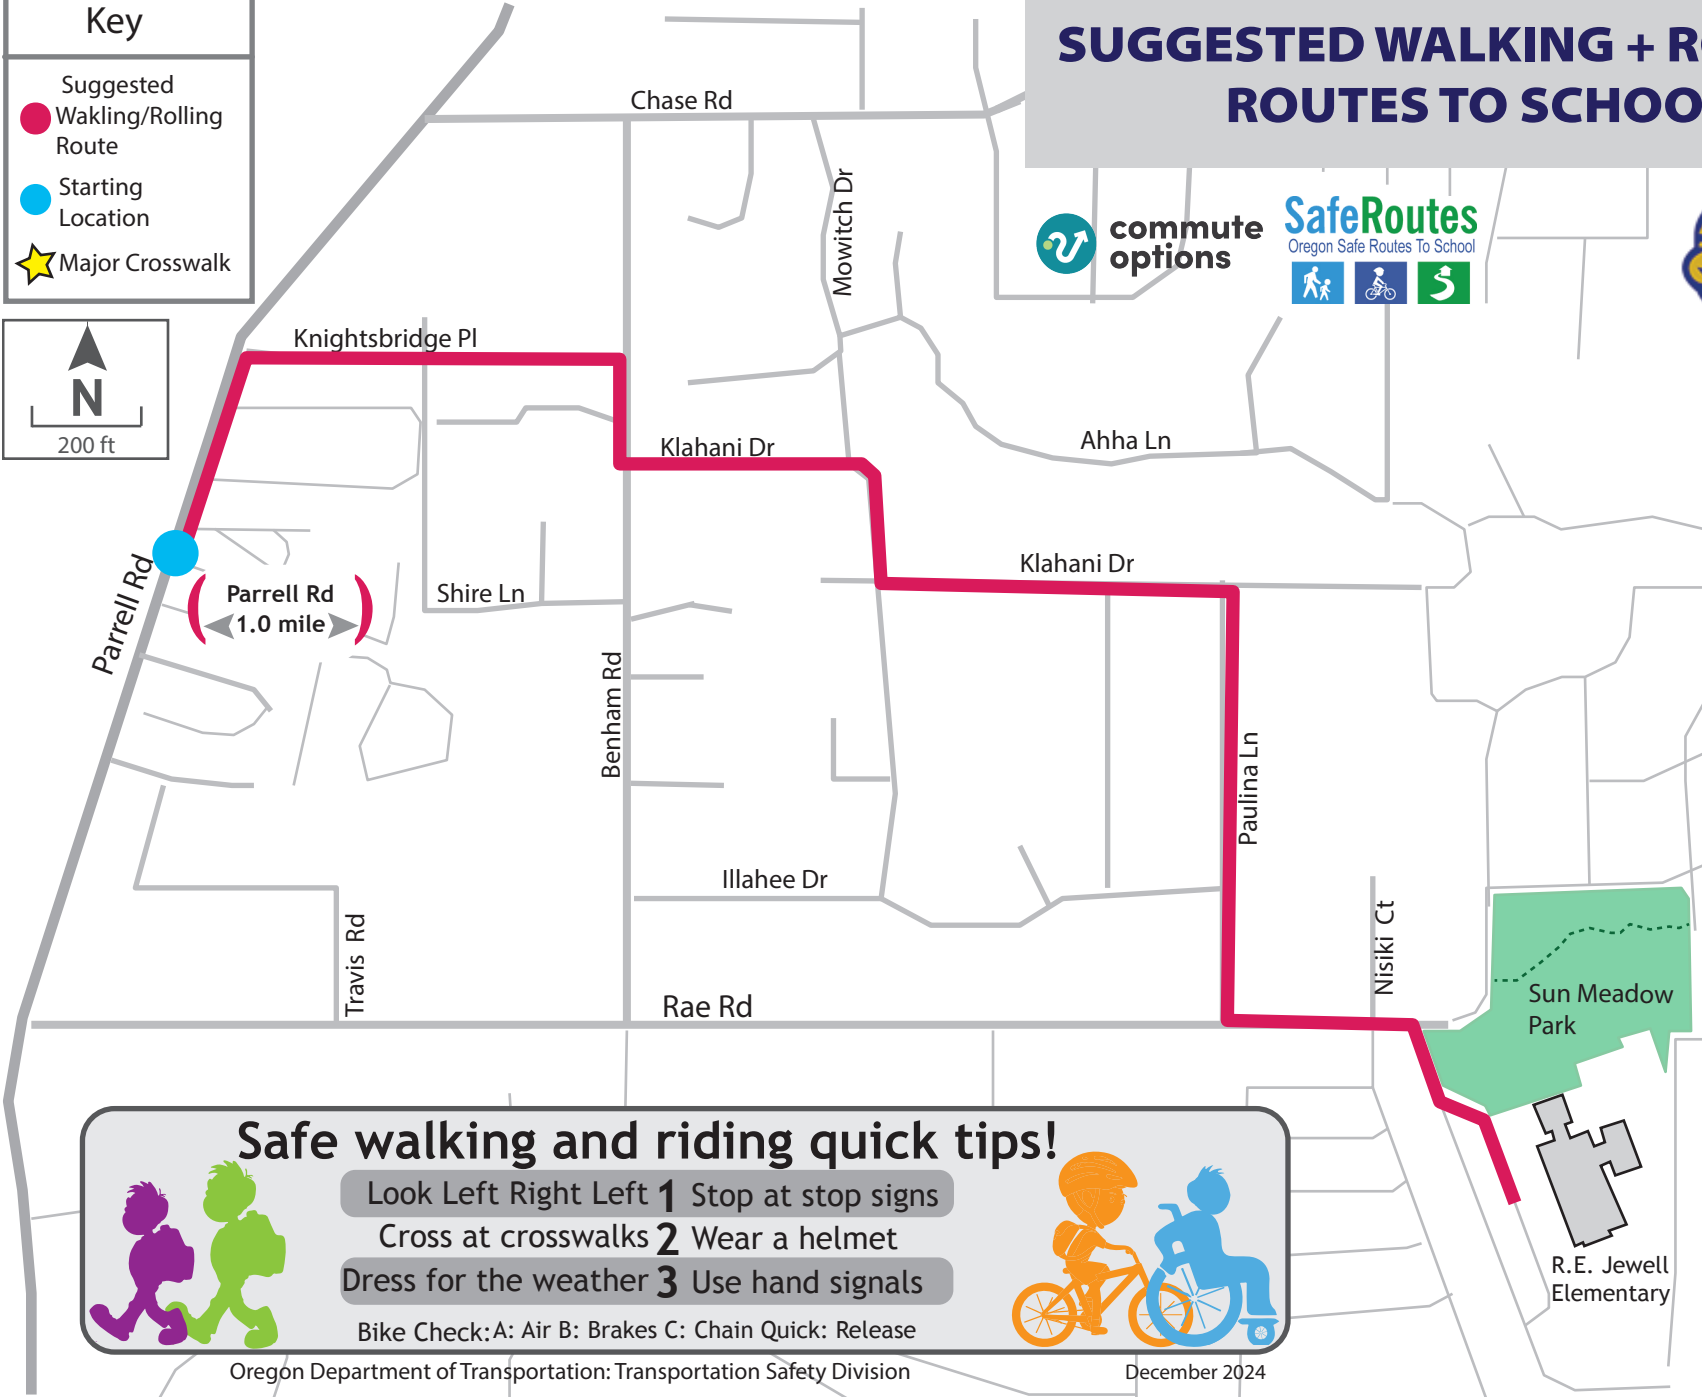 Key
Suggested
Wakling/Rolling
Route
Starting
Location
Major Crosswalk
N
200 ft
SUGGESTED WALKING + R
ROUTES TO SCHOO
commute
options
SafeRoutes
Oregon Safe Routes To School
Chase Rd
Mowitch Dr
Knightsbridge Pl
Klahani Dr
Ahha Ln
Klahani Dr
Parrell Rd
Parrell Rd
1.0 mile
Shire Ln
Benham Rd
Paulina Ln
Illahee Dr
Travis Rd
Nisiki Ct
Rae Rd
Sun Meadow
Park
R.E. Jewell
Elementary
Safe walking and riding quick tips!
Look Left Right Left 1 Stop at stop signs
Cross at crosswalks 2 Wear a helmet
Dress for the weather 3 Use hand signals
Bike Check: A: Air B: Brakes C: Chain Quick: Release
Oregon Department of Transportation: Transportation Safety Division
December 2024